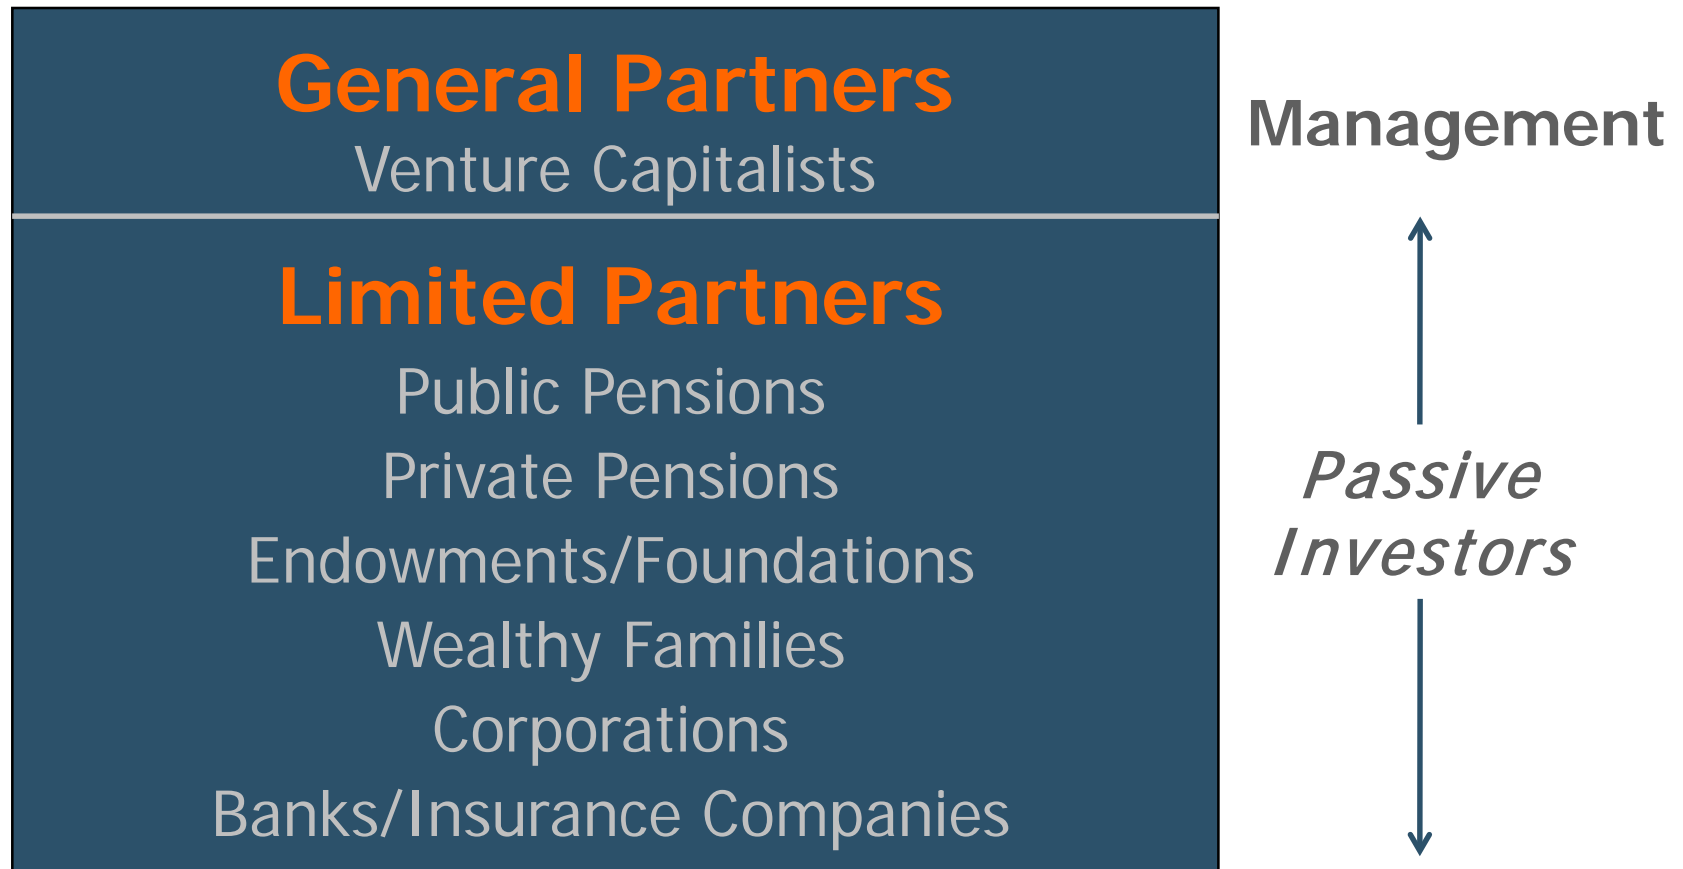 General Partners
Venture Capitalists
Management
Limited Partners
Public Pensions
Private Pensions
Endowments/Foundations
Wealthy Families
Corporations
Banks/Insurance Companies
Passive
Investors